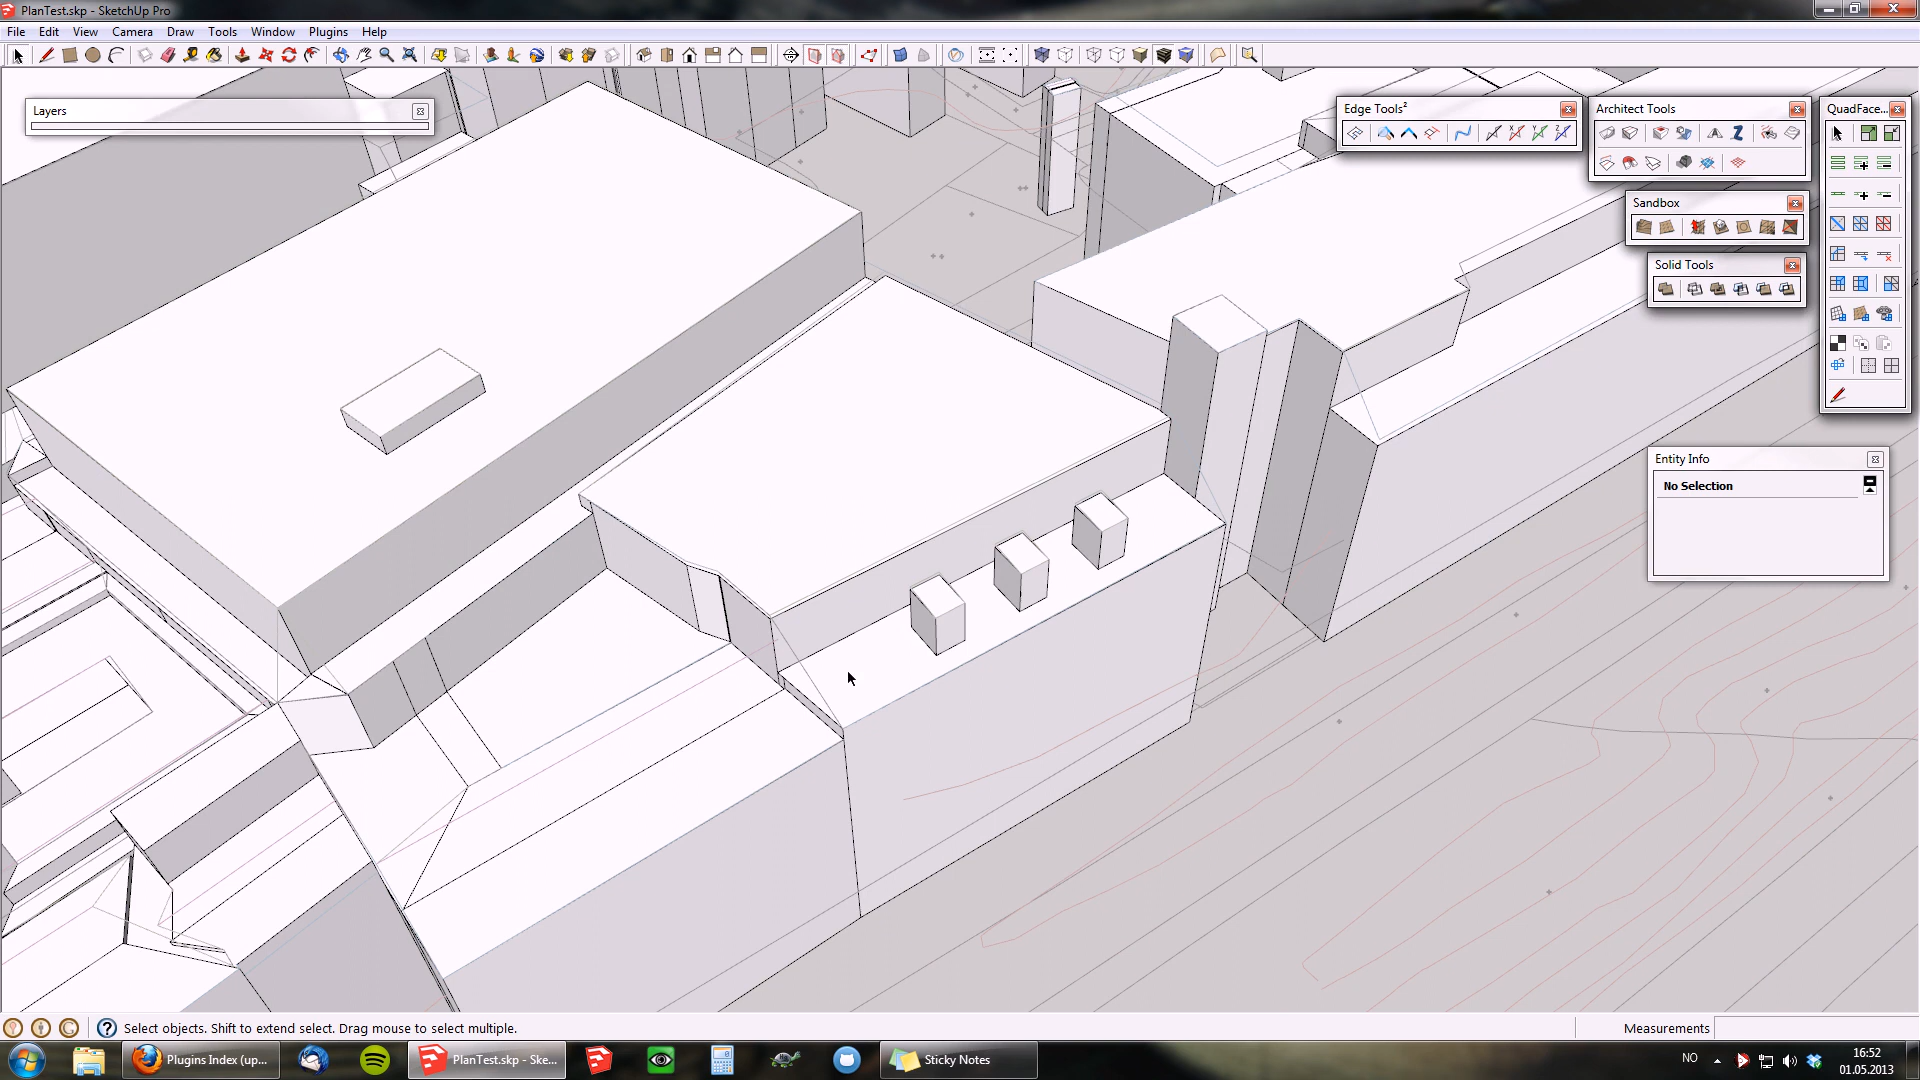 PlanTest.skp - SketchUp Pro
File Edit View Camera Draw Tools Window Plugins Help
Layers
Edge Tools²
Architect Tools
QuadFace...
Sandbox
Solid Tools
Entity Info
No Selection
Select objects. Shift to extend select. Drag mouse to select multiple.
Measurements
Plugins Index (up...
PlanTest.skp - Ske...
Sticky Notes
NO
16:52
01.05.2013